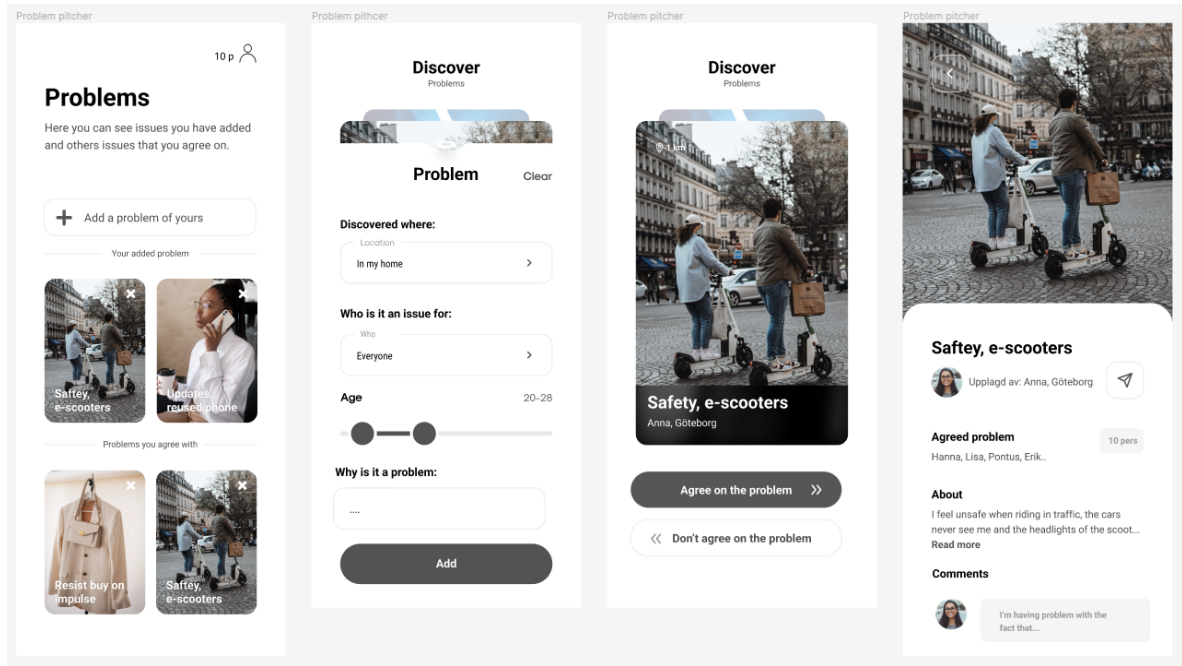 Problem pitcher
10 p
Problems
Here you can see issues you have added
and others issues that you agree on.
Add a problem of yours
Your added problem
Saftey,
e-scooters
Updates,
reused phone
Problems you agree with
Resist buy on
impulse
Saftey,
e-scooters
Problem pithcer
Discover
Problems
Problem
Clear
Discovered where:
Location
In my home
Who is it an issue for:
Who
Everyone
Age
20-28
Why is it a problem:
....
Add
Problem pitcher
Discover
Problems
1 km
Safety, e-scooters
Anna, Göteborg
Agree on the problem
Don't agree on the problem
Problem pitcher
Saftey, e-scooters
Upplagd av: Anna, Göteborg
Agreed problem
10 pers
Hanna, Lisa, Pontus, Erik..
About
I feel unsafe when riding in traffic, the cars
never see me and the headlights of the scoot...
Read more
Comments
I'm having problem with the
fact that...